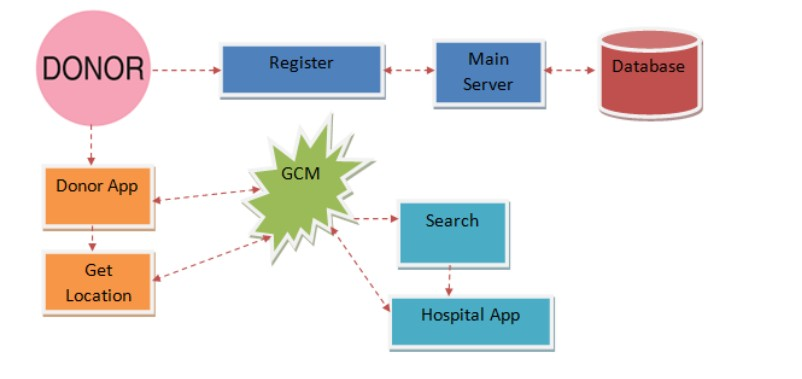 DONOR
Register
Main
Server
Database
Donor App
GCM
Search
Get
Location
Hospital App